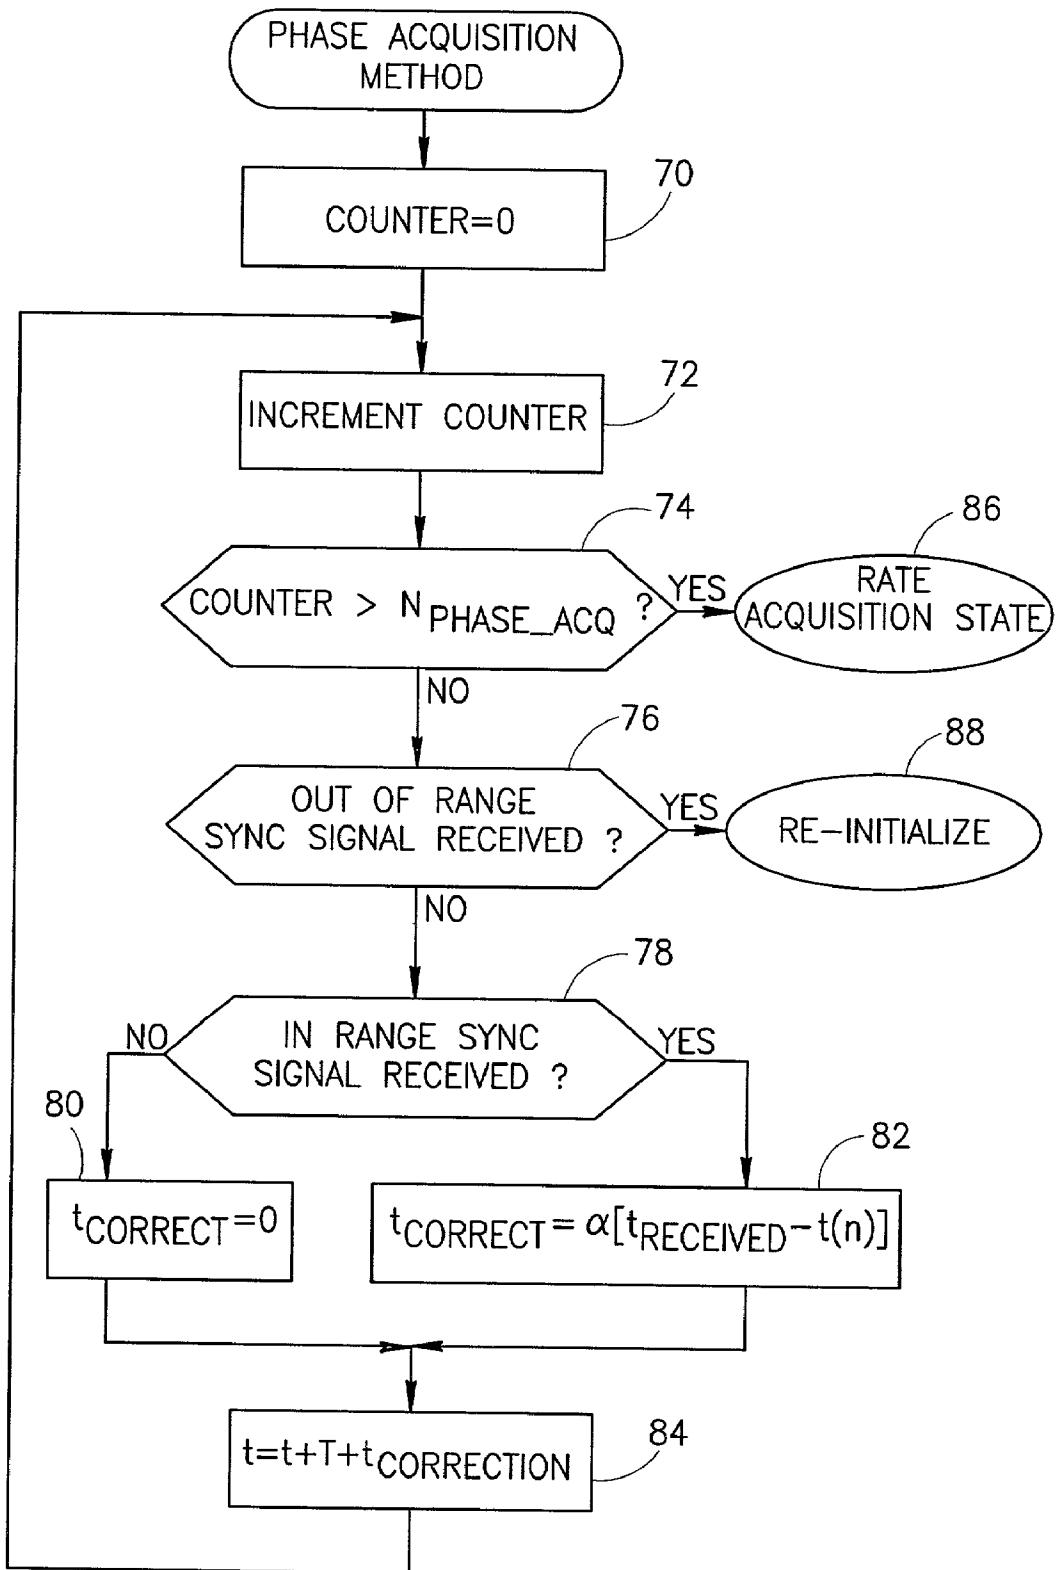 PHASE ACQUISITION
METHOD
70
COUNTER=0
72
INCREMENT COUNTER
74
COUNTER > N PHASE_ACQ ?
YES
86
RATE
ACQUISITION STATE
NO
76
OUT OF RANGE
SYNC SIGNAL RECEIVED ?
YES
88
RE-INITIALIZE
NO
78
IN RANGE SYNC
SIGNAL RECEIVED ?
NO
YES
80
tCORRECT=0
82
tCORRECT=α[tRECEIVED-t(n)]
84
t=t+T+tCORRECTION